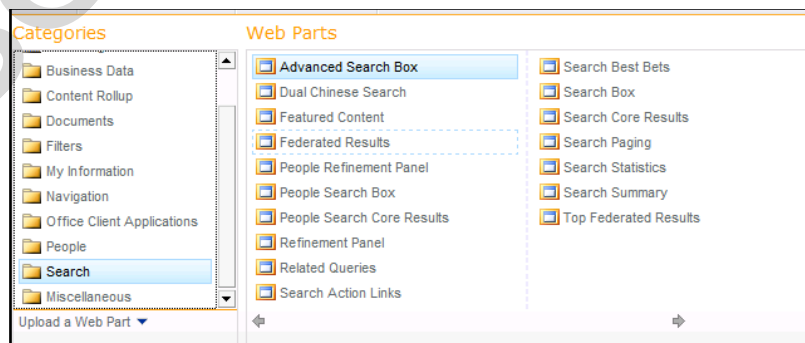 Categories
Business Data
Content Rollup
Documents
Filters
My Information
Navigation
Office Client Applications
People
Search
Miscellaneous
Upload a Web Part
Web Parts
Advanced Search Box
Dual Chinese Search
Featured Content
Federated Results
People Refinement Panel
People Search Box
People Search Core Results
Refinement Panel
Related Queries
Search Action Links
Search Best Bets
Search Box
Search Core Results
Search Paging
Search Statistics
Search Summary
Top Federated Results